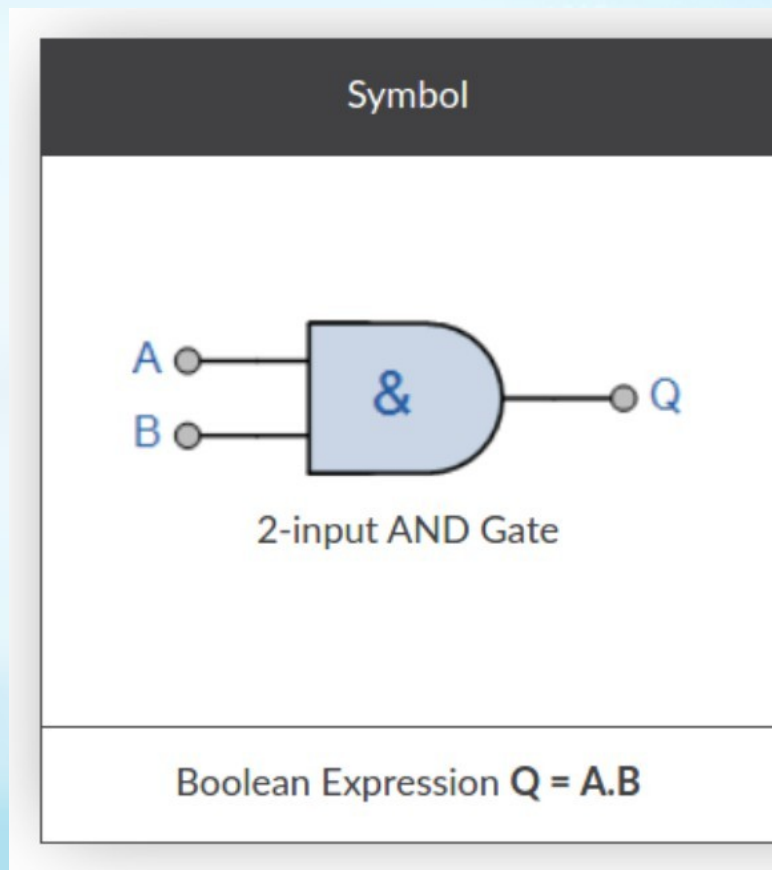 Symbol
A
&
Q
B
2-input AND Gate
Boolean Expression Q = A.B